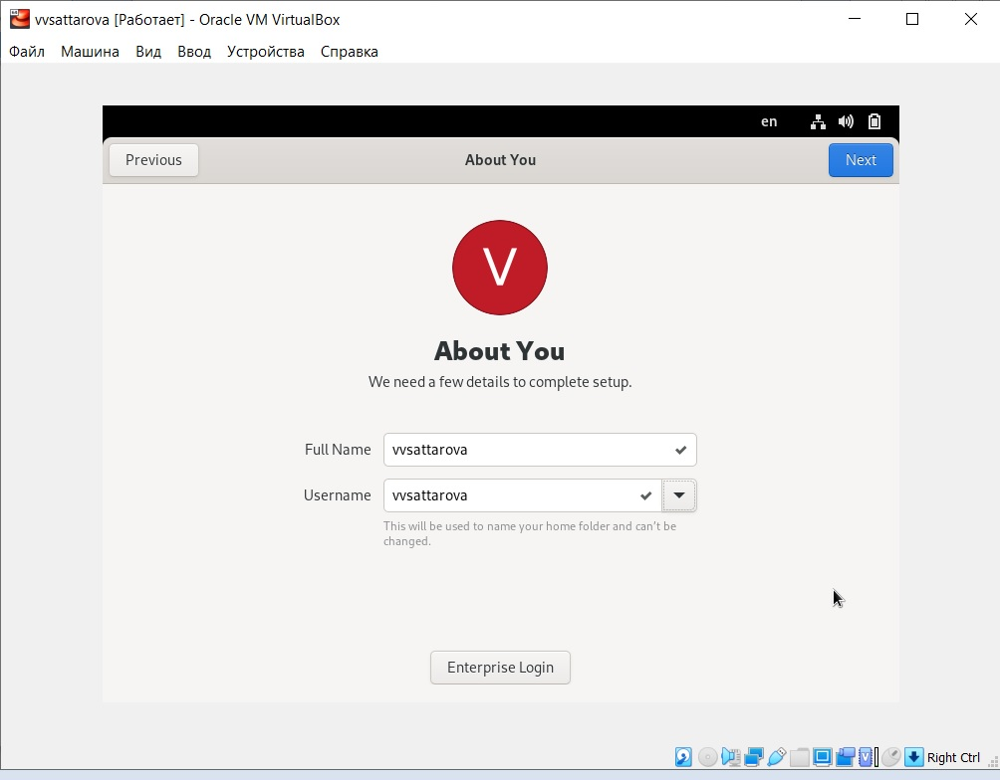 vvsattarova [Работает] - Oracle VM VirtualBox
Файл Машина Вид Ввод Устройства Справка
en
Previous About You Next
V
About You
We need a few details to complete setup.
Full Name vvsattarova
Username vvsattarova
This will be used to name your home folder and can't be
changed.
Enterprise Login
Right Ctrl